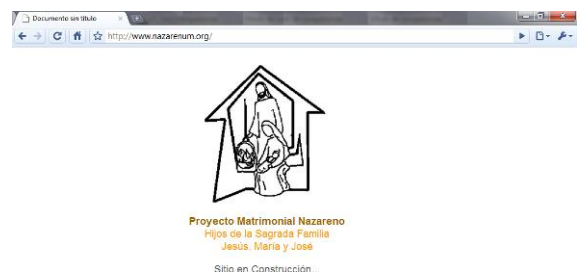 Documento sin título
http://www.nazarenum.org/
Proyecto Matrimonial Nazareno
Hijos de la Sagrada Familia
Jesús, María y José
Sitio en Construcción...